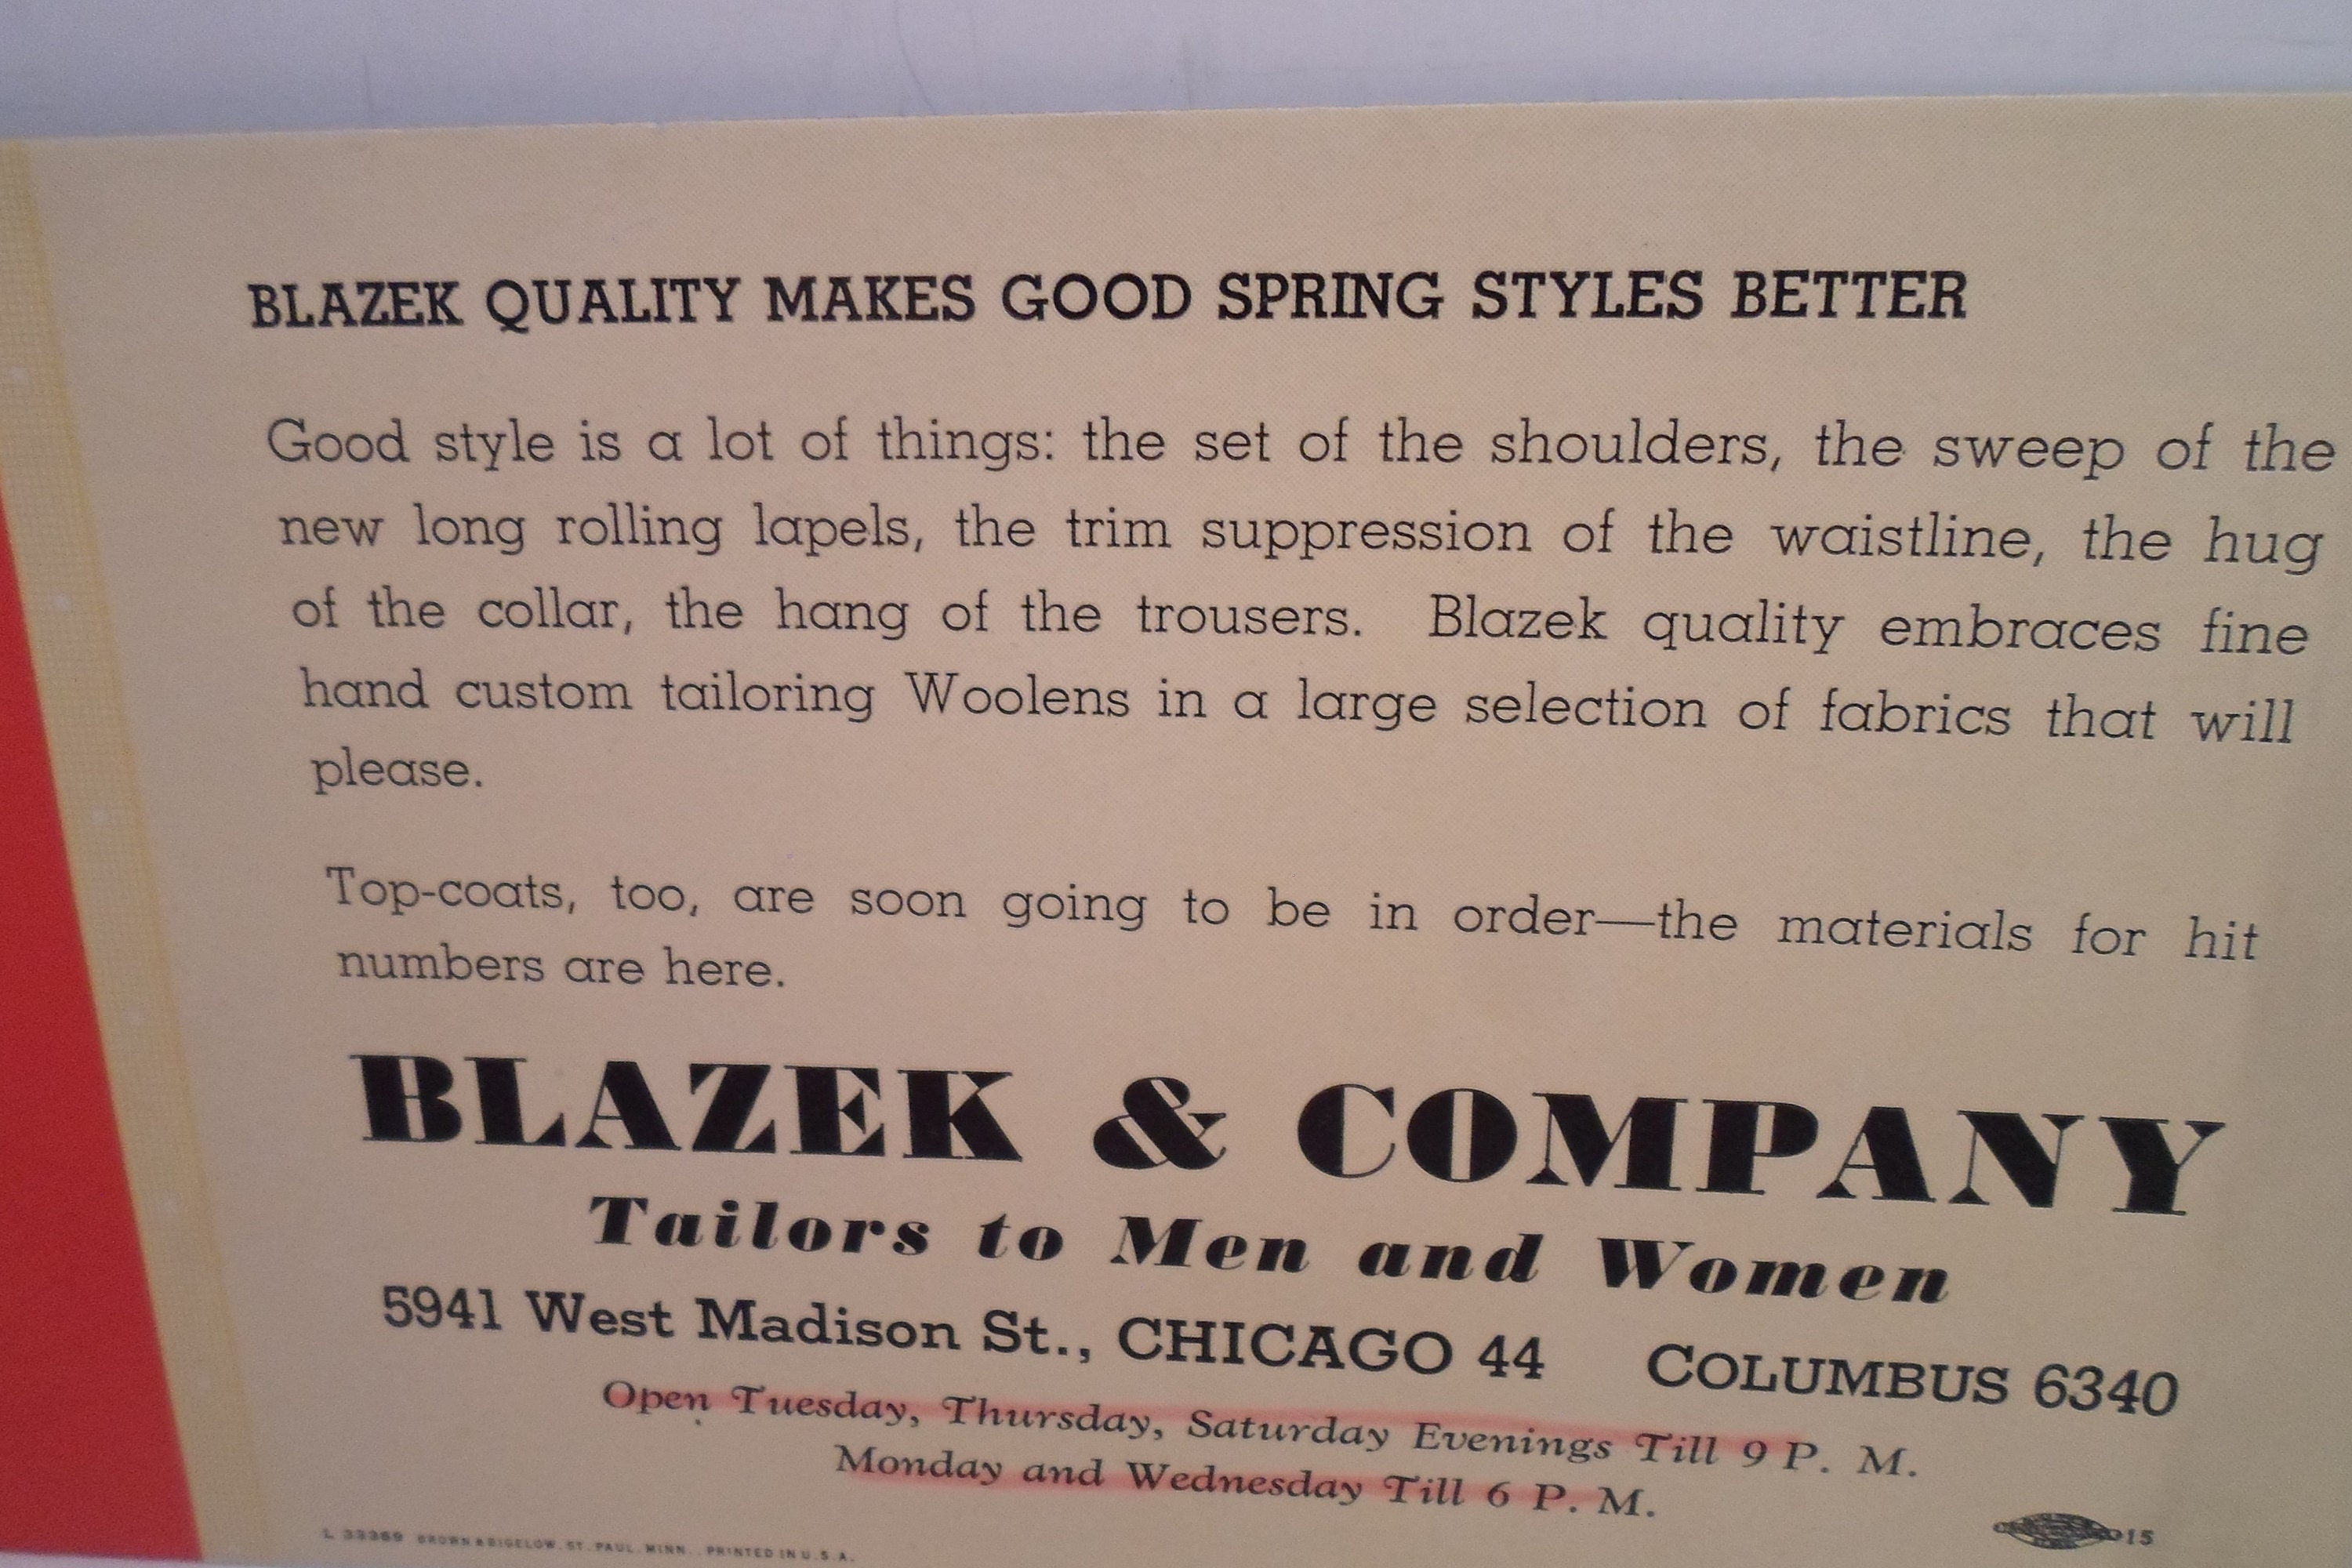 BLAZEK QUALITY MAKES GOOD SPRING STYLES BETTER
Good style is a lot of things: the set of the shoulders, the sweep of the
new long rolling lapels, the trim suppression of the waistline, the hug
of the collar, the hang of the trousers. Blazek quality embraces fine
hand custom tailoring Woolens in a large selection of fabrics that will
please.
Top-coats, too, are soon going to be in order—the materials for hit
numbers are here.
BLAZEK & COMPANY
Tailors to Men and Women
5941 West Madison St., CHICAGO 44 COLUMBUS 6340
Open Tuesday, Thursday, Saturday Evenings Till 9 P. M.
Monday and Wednesday Till 6 P. M.
L 33369 BROWN & BIGELOW, ST. PAUL, MINN., PRINTED IN U.S.A.
15